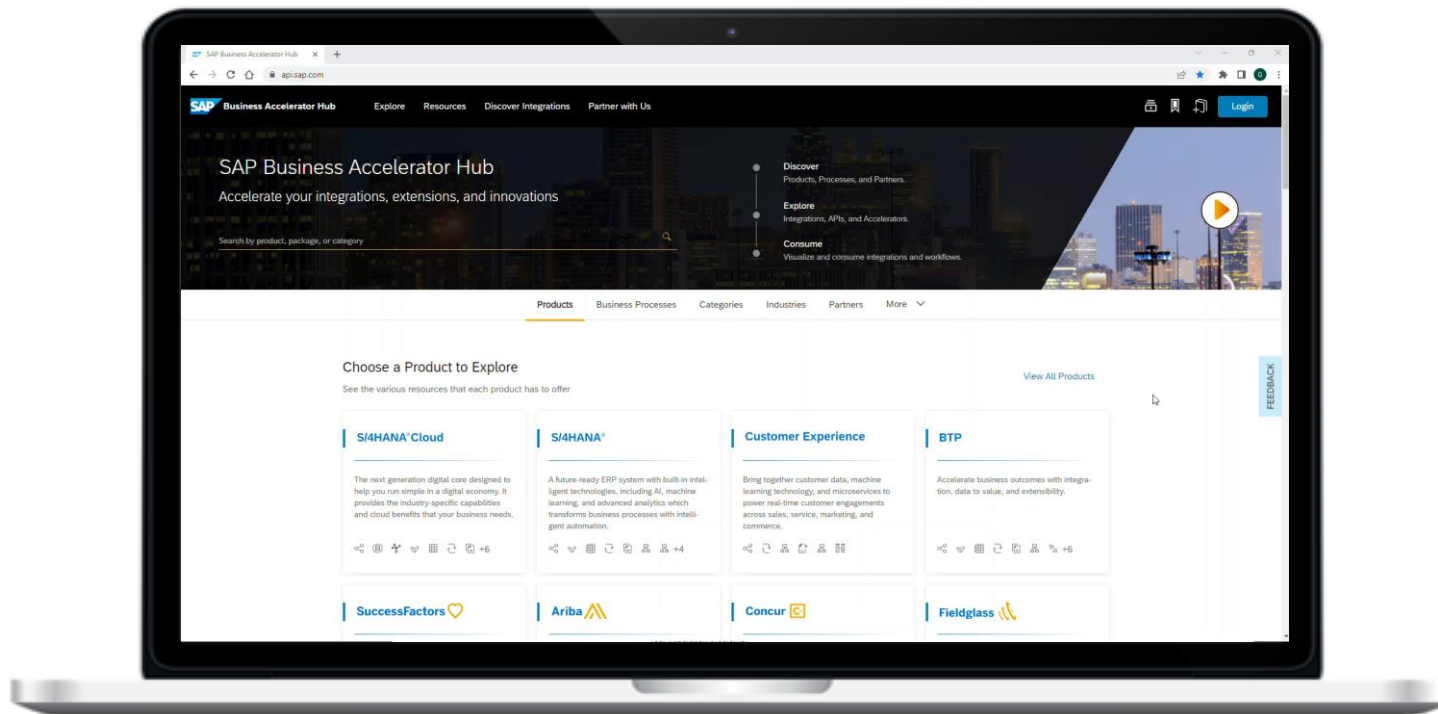 SAP Business Accelerator Hub
api.sap.com
G
SAP Business Accelerator Hub Explore Resources Discover Integrations Partner with Us Login
SAP Business Accelerator Hub
Accelerate your integrations, extensions, and innovations
Search by product, package, or category
Discover
Products, Processes, and Partners.
Explore
Integrations, APIs, and Accelerators.
Consume
Visualize and consume integrations and workflows.
Products Business Processes Categories Industries Partners More
Choose a Product to Explore
See the various resources that each product has to offer
View All Products
FEEDBACK
S/4HANA® Cloud
The next generation digital core designed to
help you run simple in a digital economy. It
provides the industry-specific capabilities
and cloud benefits that your business needs.
+6
S/4HANA®
A future-ready ERP system with built-in intel-
ligent technologies, including AI, machine
learning, and advanced analytics which
transforms business processes with intelli-
gent automation.
+4
Customer Experience
Bring together customer data, machine
learning technology, and microservices to
power real-time customer engagements
across sales, service, marketing, and
commerce.
BTP
Accelerate business outcomes with integra-
tion, data to value, and extensibility.
+6
SuccessFactors
Ariba
Concur C
Fieldglass